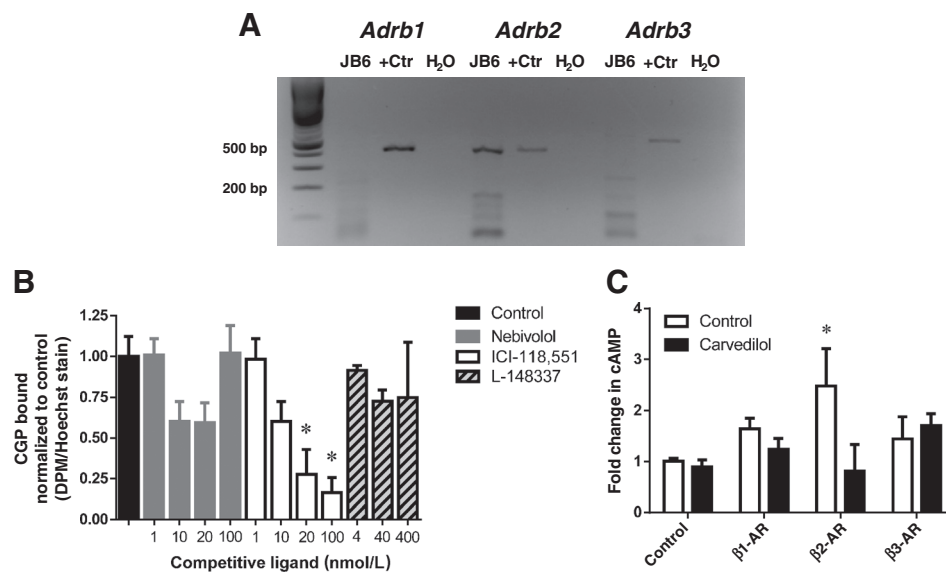 A
Adrb1 Adrb2 Adrb3
JB6 +Ctr H₂O JB6 +Ctr H₂O JB6 +Ctr H₂O
500 bp
200 bp
B
CGP bound
normalized to control
(DPM/Hoechst stain)
1.25
1.00
0.75
0.50
0.25
0.00
* *
1 10 20 100 1 10 20 100 4 40 400
Competitive ligand (nmol/L)
Control
Nebivolol
ICI-118,551
L-148337
C
Fold change in cAMP
4
3
2
1
0
Control
Carvedilol
*
Control β1-AR β2-AR β3-AR